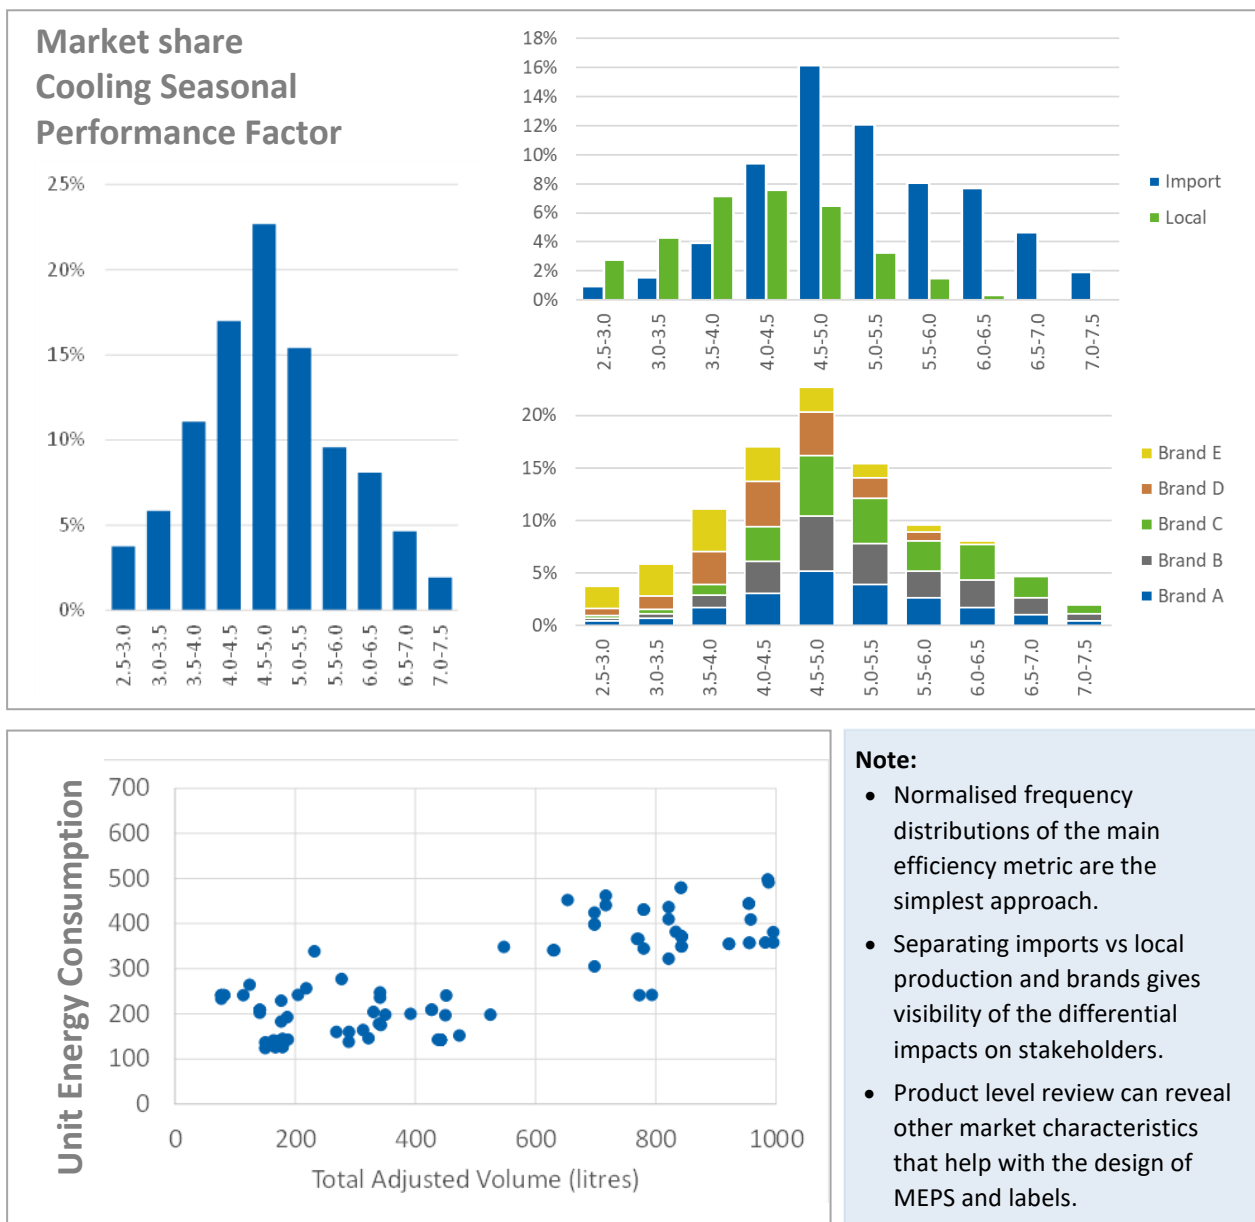 Market share
Cooling Seasonal
Performance Factor
25%
20%
15%
10%
5%
0%
2.5-3.0
3.0-3.5
3.5-4.0
4.0-4.5
4.5-5.0
5.0-5.5
5.5-6.0
6.0-6.5
6.5-7.0
7.0-7.5
18%
16%
14%
12%
10%
8%
6%
4%
2%
0%
2.5-3.0
3.0-3.5
3.5-4.0
4.0-4.5
4.5-5.0
5.0-5.5
5.5-6.0
6.0-6.5
6.5-7.0
7.0-7.5
Import
Local
20%
15%
10%
5%
0%
2.5-3.0
3.0-3.5
3.5-4.0
4.0-4.5
4.5-5.0
5.0-5.5
5.5-6.0
6.0-6.5
6.5-7.0
7.0-7.5
Brand E
Brand D
Brand C
Brand B
Brand A
Unit Energy Consumption
700
600
500
400
300
200
100
0
0
200
400
600
800
1000
Total Adjusted Volume (litres)
Note:
• Normalised frequency
distributions of the main
efficiency metric are the
simplest approach.
• Separating imports vs local
production and brands gives
visibility of the differential
impacts on stakeholders.
• Product level review can reveal
other market characteristics
that help with the design of
MEPS and labels.